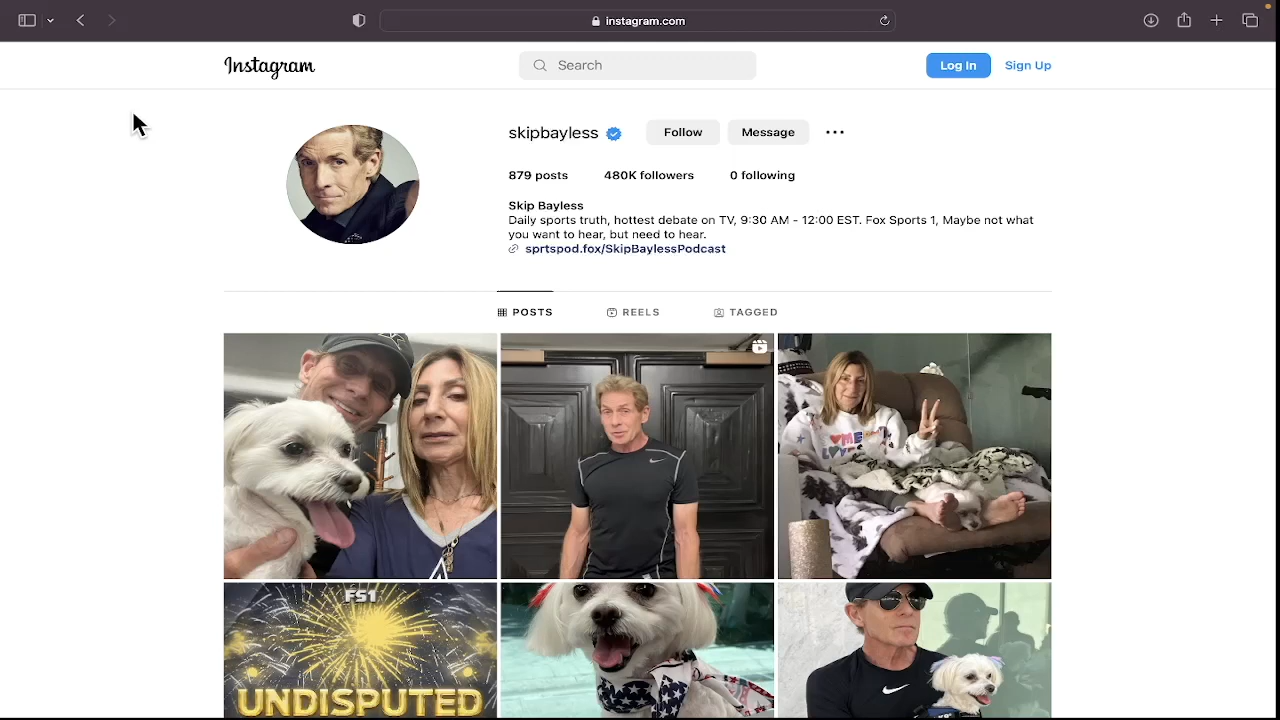 instagram.com
Instagram
Search
Log In
Sign Up
skipbayless
Follow
Message
879 posts
480K followers
0 following
Skip Bayless
Daily sports truth, hottest debate on TV, 9:30 AM - 12:00 EST. Fox Sports 1, Maybe not what
you want to hear, but need to hear.
sprtspod.fox/SkipBaylessPodcast
POSTS
REELS
TAGGED
FS1
UNDISPUTED